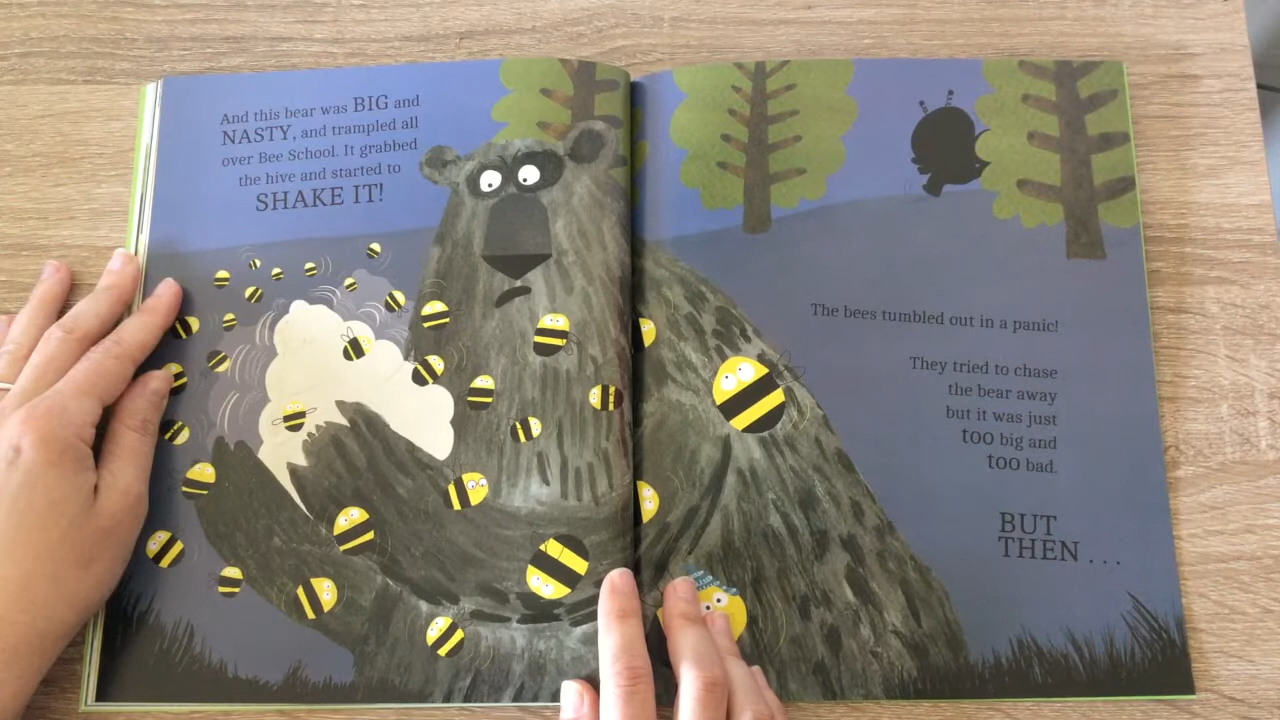 And this bear was BIG and
NASTY, and trampled all
over Bee School. It grabbed
the hive and started to
SHAKE IT!
The bees tumbled out in a panic!
They tried to chase
the bear away
but it was just
too big and
too bad.
BUT
THEN . . .